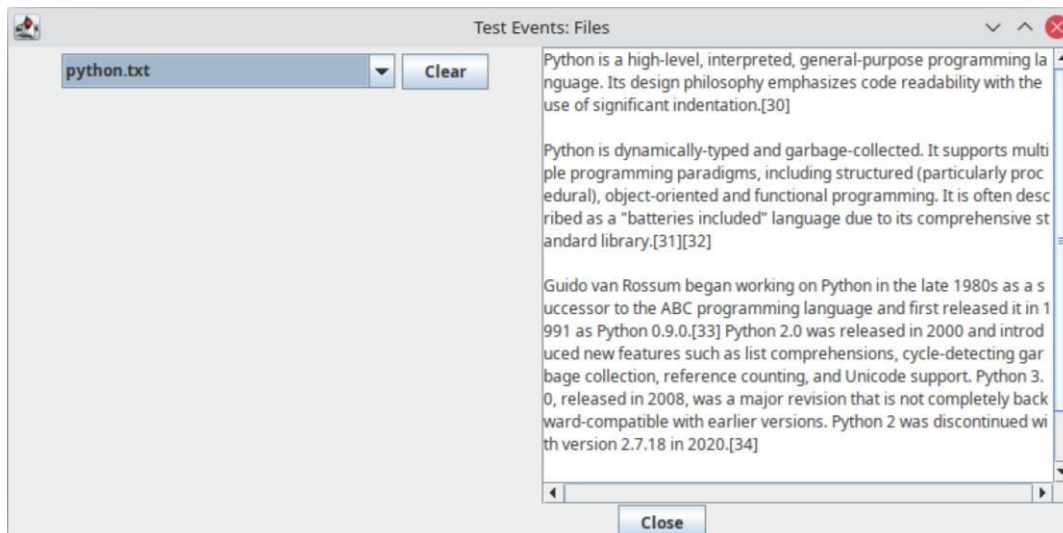 Test Events: Files
python.txt
Clear
Python is a high-level, interpreted, general-purpose programming la
nguage. Its design philosophy emphasizes code readability with the
use of significant indentation.[30]
Python is dynamically-typed and garbage-collected. It supports multi
ple programming paradigms, including structured (particularly proc
edural), object-oriented and functional programming. It is often desc
ribed as a "batteries included" language due to its comprehensive st
andard library.[31][32]
Guido van Rossum began working on Python in the late 1980s as a s
uccessor to the ABC programming language and first released it in 1
991 as Python 0.9.0.[33] Python 2.0 was released in 2000 and introd
uced new features such as list comprehensions, cycle-detecting gar
bage collection, reference counting, and Unicode support. Python 3.
0, released in 2008, was a major revision that is not completely back
ward-compatible with earlier versions. Python 2 was discontinued wi
th version 2.7.18 in 2020.[34]
Close